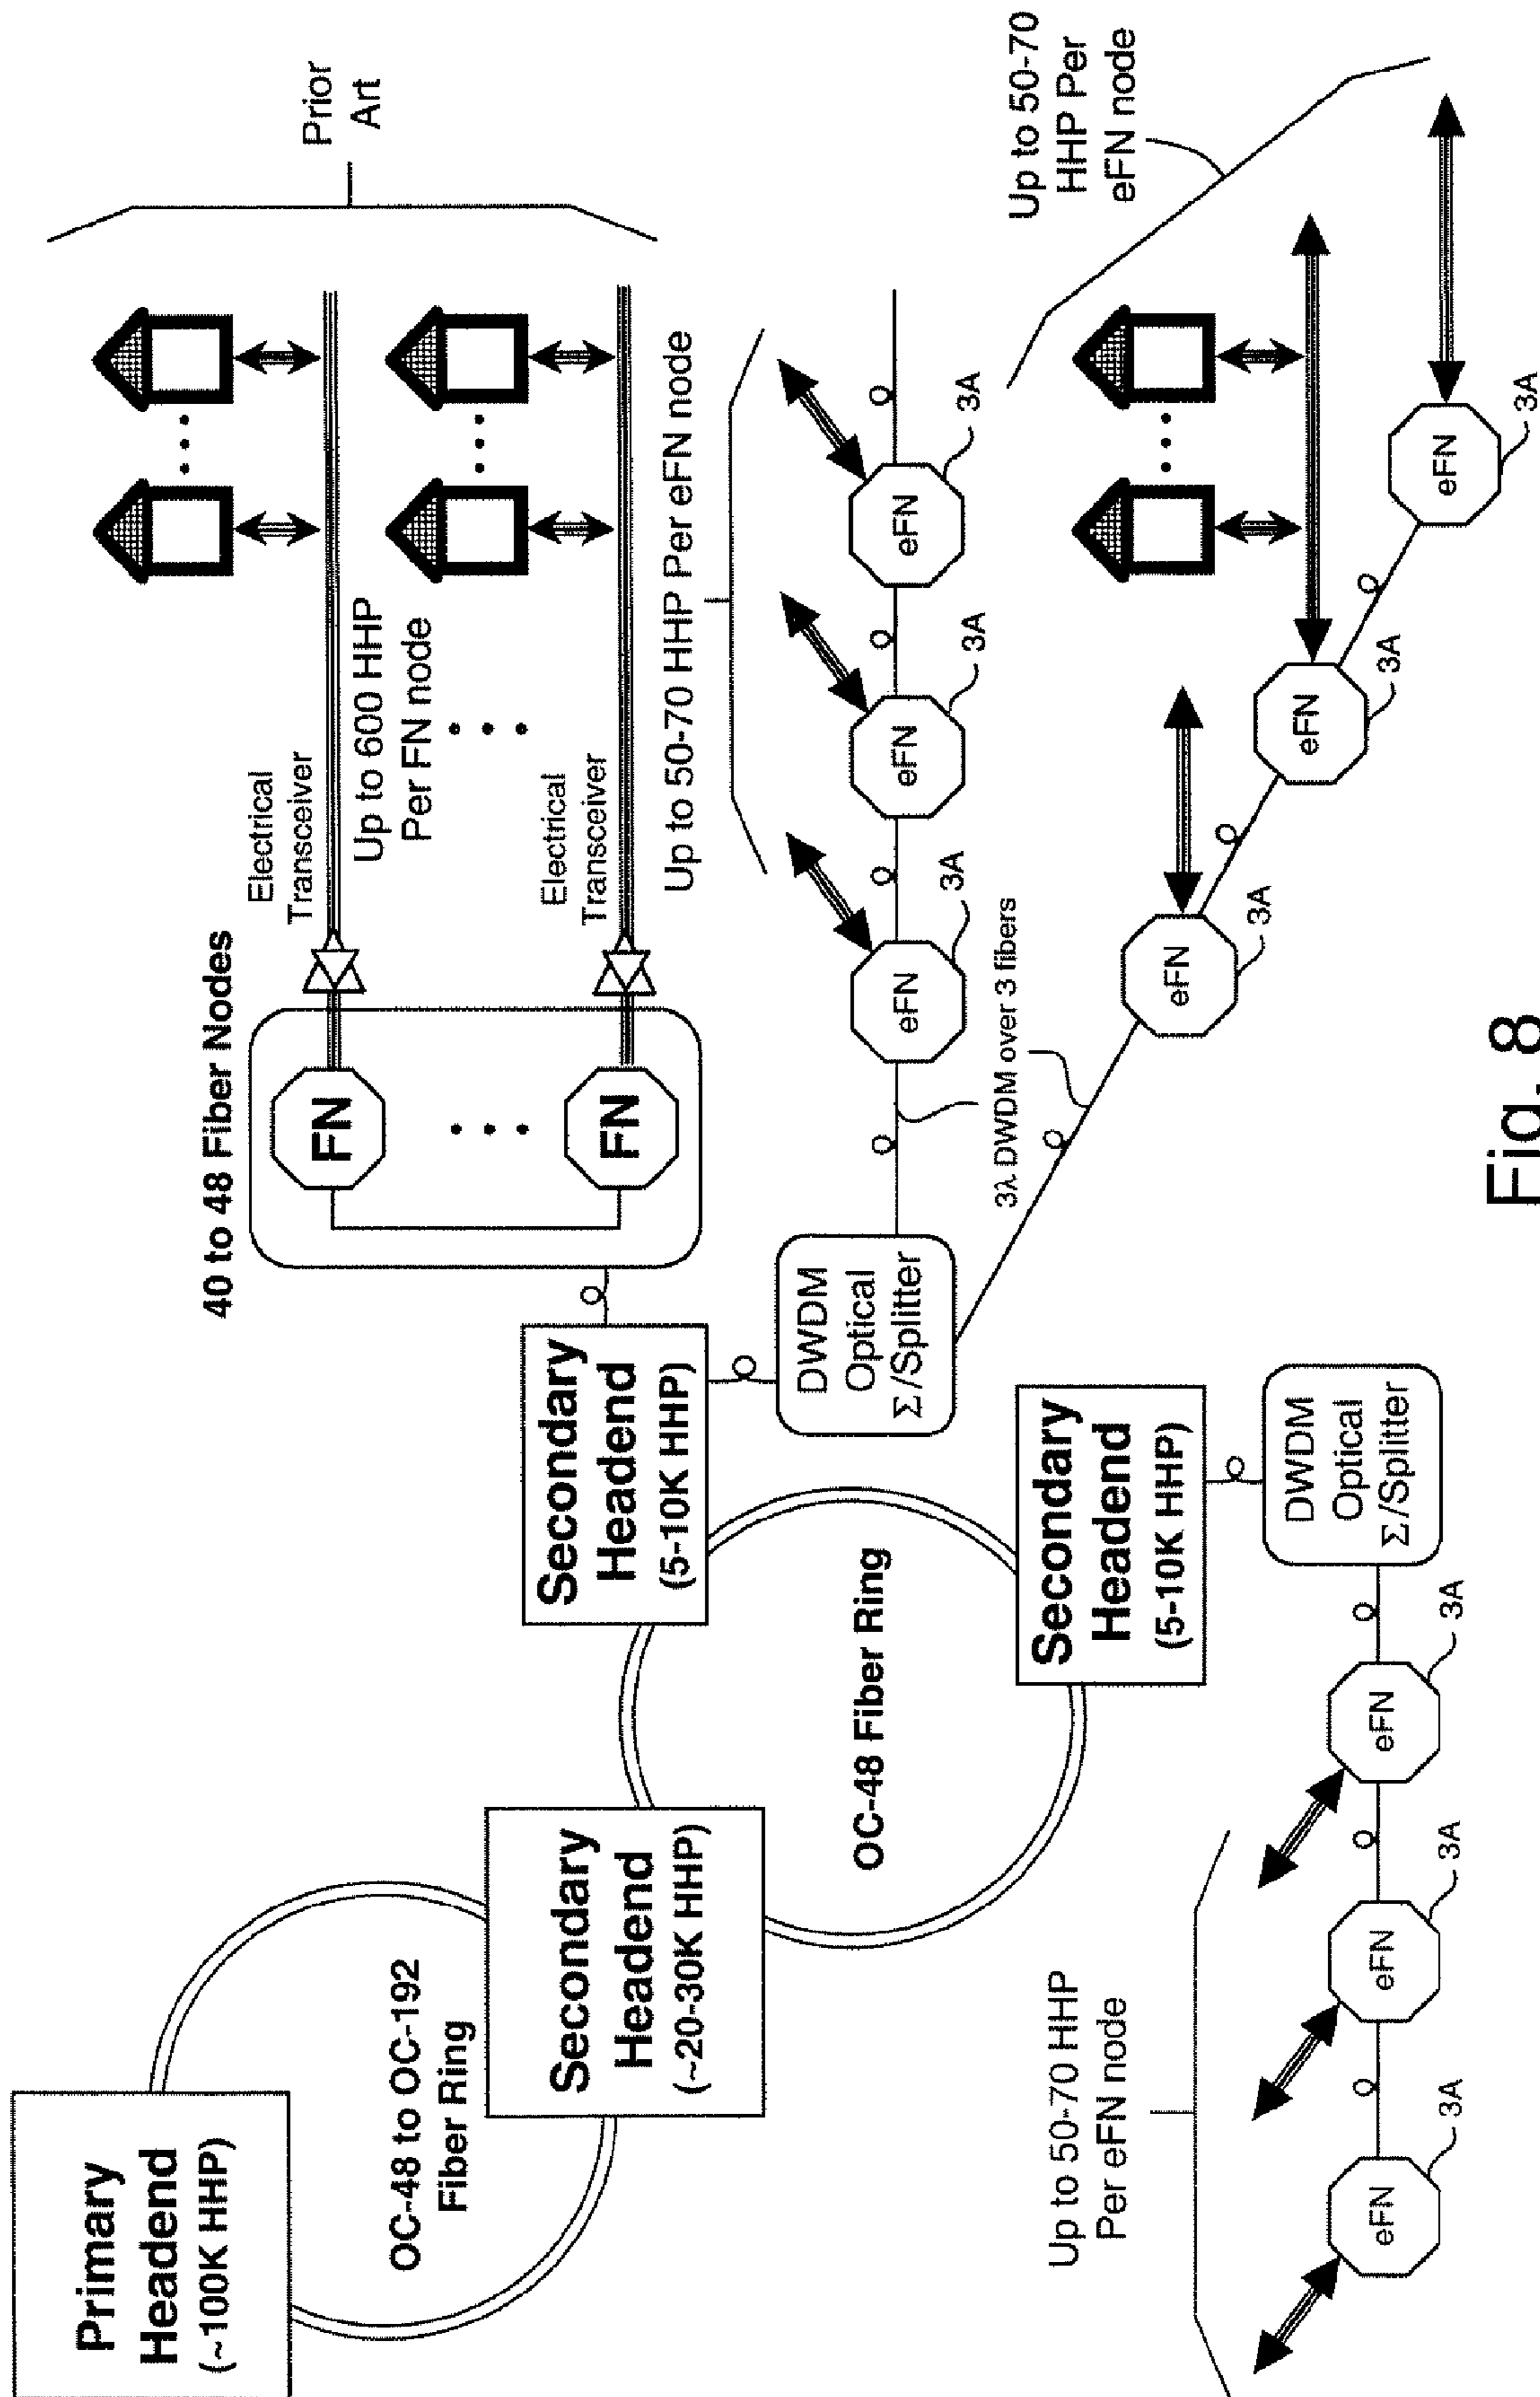 Primary
Headend
(~100K HHP)
OC-48 to OC-192
Fiber Ring
Secondary
Headend
(~20-30K HHP)
OC-48 Fiber Ring
Secondary
Headend
(5-10K HHP)
Secondary
Headend
(5-10K HHP)
40 to 48 Fiber Nodes
FN
FN
Electrical
Transceiver
Up to 600 HHP
Per FN node
Electrical
Transceiver
Prior
Art
DWDM
Optical
Σ/Splitter
Up to 50-70 HHP Per eFN node
eFN
3A
eFN
3A
eFN
3A
3λ DWDM over 3 fibers
Up to 50-70
HHP Per
eFN node
eFN
3A
eFN
3A
eFN
3A
DWDM
Optical
Σ/Splitter
Up to 50-70 HHP
Per eFN node
eFN
3A
eFN
3A
eFN
3A
Fig. 8